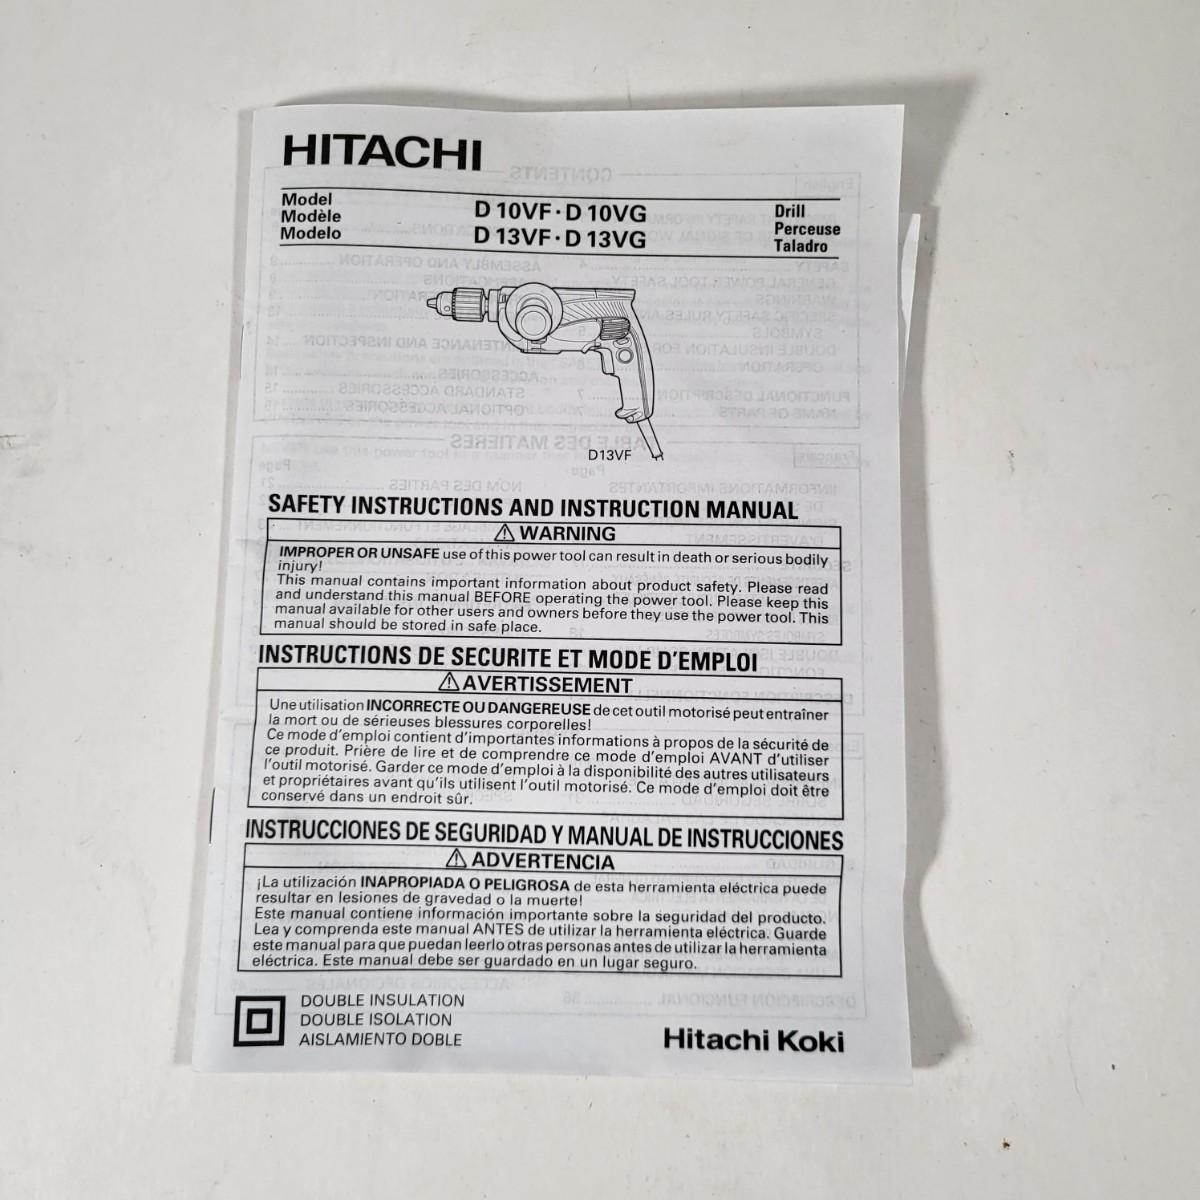 HITACHI
Model
Modèle
Modelo
D 10VF · D 10VG
D 13VF · D 13VG
Drill
Perceuse
Taladro
D13VF
SAFETY INSTRUCTIONS AND INSTRUCTION MANUAL
⚠ WARNING
IMPROPER OR UNSAFE use of this power tool can result in death or serious bodily
injury!
This manual contains important information about product safety. Please read
and understand this manual BEFORE operating the power tool. Please keep this
manual available for other users and owners before they use the power tool. This
manual should be stored in safe place.
INSTRUCTIONS DE SECURITE ET MODE D'EMPLOI
⚠ AVERTISSEMENT
Une utilisation INCORRECTE OU DANGEREUSE de cet outil motorisé peut entraîner
la mort ou de sérieuses blessures corporelles!
Ce mode d'emploi contient d'importantes informations à propos de la sécurité de
ce produit. Prière de lire et de comprendre ce mode d'emploi AVANT d'utiliser
l'outil motorisé. Garder ce mode d'emploi à la disponibilité des autres utilisateurs
et propriétaires avant qu'ils utilisent l'outil motorisé. Ce mode d'emploi doit être
conservé dans un endroit sûr.
INSTRUCCIONES DE SEGURIDAD Y MANUAL DE INSTRUCCIONES
⚠ ADVERTENCIA
¡La utilización INAPROPIADA O PELIGROSA de esta herramienta eléctrica puede
resultar en lesiones de gravedad o la muerte!
Este manual contiene información importante sobre la seguridad del producto.
Lea y comprenda este manual ANTES de utilizar la herramienta eléctrica. Guarde
este manual para que puedan leerlo otras personas antes de utilizar la herramienta
eléctrica. Este manual debe ser guardado en un lugar seguro.
DOUBLE INSULATION
DOUBLE ISOLATION
AISLAMIENTO DOBLE
Hitachi Koki